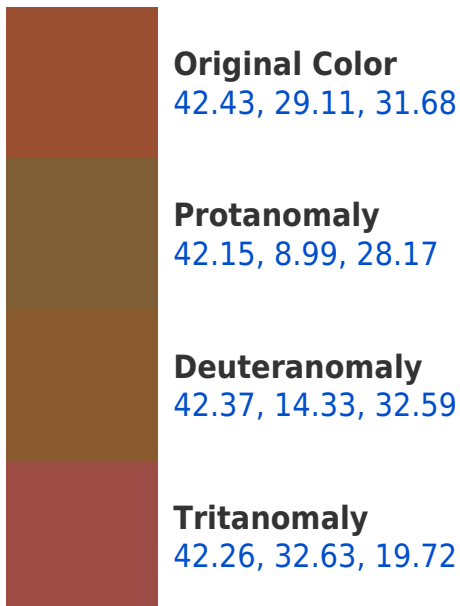 Original Color
42.43, 29.11, 31.68
Protanomaly
42.15, 8.99, 28.17
Deuteranomaly
42.37, 14.33, 32.59
Tritanomaly
42.26, 32.63, 19.72